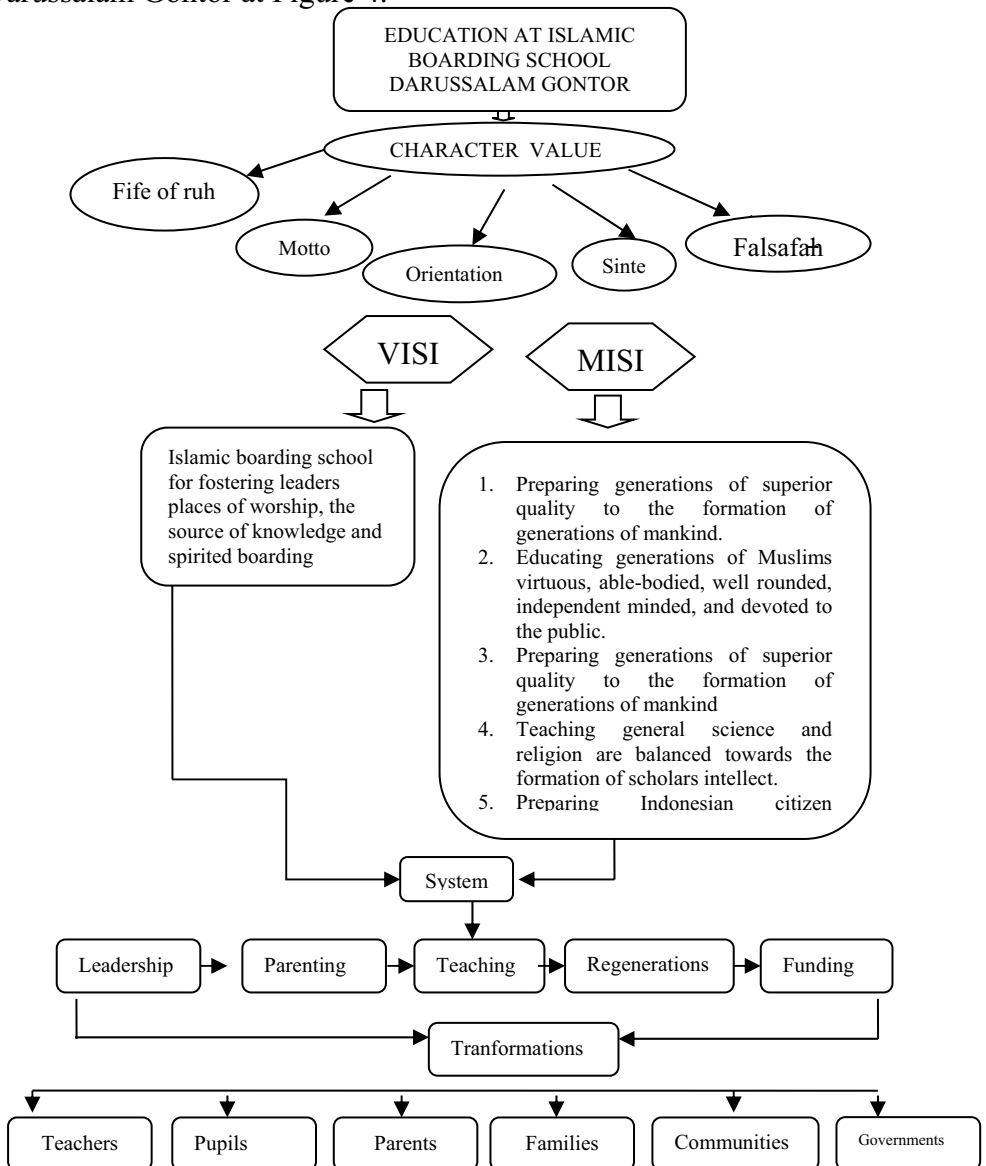 Darussalam Gontor at Figure 4.
EDUCATION AT ISLAMIC
BOARDING SCHOOL
DARUSSALAM GONTOR
CHARACTER VALUE
Fife of ruh
Motto
Orientation
Sinte
Falsafah
VISI
MISI
Islamic boarding school
for fostering leaders
places of worship, the
source of knowledge and
spirited boarding
1. Preparing generations of superior
quality to the formation of
generations of mankind.
2. Educating generations of Muslims
virtuous, able-bodied, well rounded,
independent minded, and devoted to
the public.
3. Preparing generations of superior
quality to the formation of
generations of mankind
4. Teaching general science and
religion are balanced towards the
formation of scholars intellect.
5. Preparing Indonesian citizen
System
Leadership
Parenting
Teaching
Regenerations
Funding
Tranformations
Teachers
Pupils
Parents
Families
Communities
Governments